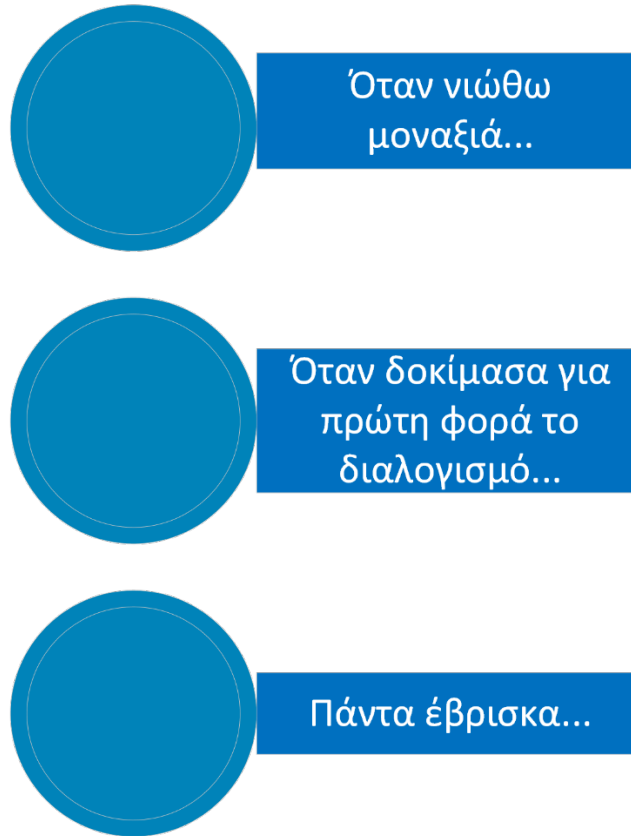 Όταν νιώθω
μοναξιά...
Όταν δοκίμασα για
πρώτη φορά το
διαλογισμό...
Πάντα έβρισκα...